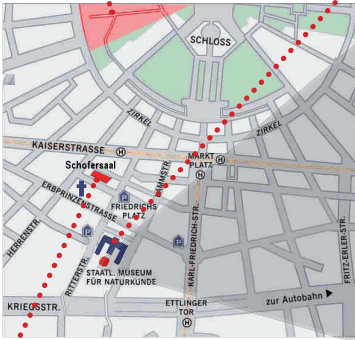 SCHLOSS
ZIRKEL
ZIRKEL
KAISERSTRASSE
H
MARKT
PLATZ
H
H
Schofersaal
LAMMSTR.
ERBPRINZENSTRASSE
P
FRIEDRICHS
PLATZ
HERRENSTR.
P
P
KARL-FRIEDRICH-STR.
FRITZ-ERLER-STR.
RITTERSTR.
STAATL. MUSEUM
FÜR NATURKUNDE
zur Autobahn
KRIEGSSTR.
ETTLINGER
TOR
H